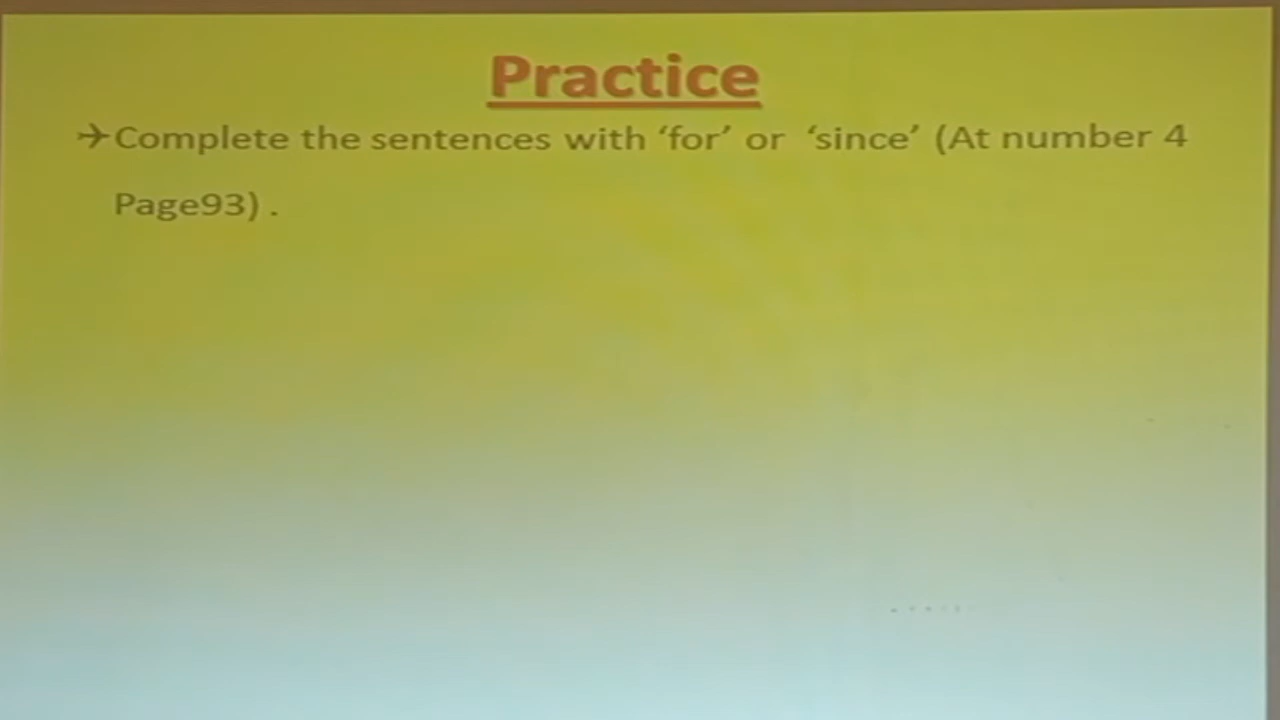 Practice
✈Complete the sentences with ‘for’ or ‘since’ (At number 4
Page93) .